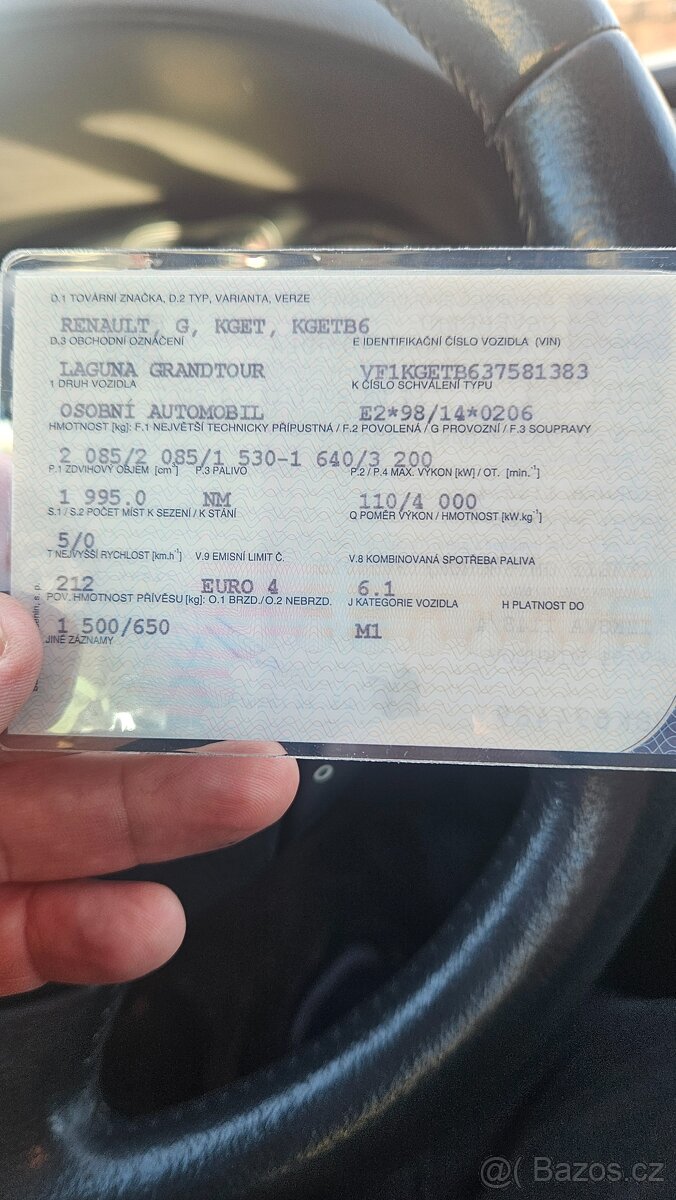 D.1 TOVÁRNÍ ZNAČKA, D.2 TYP, VARIANTA, VERZE
RENAULT, G, KGET, KGETB6
D.3 OBCHODNÍ OZNAČENÍ E IDENTIFIKAČNÍ ČÍSLO VOZIDLA (VIN)
LAGUNA GRANDTOUR VF1KGETB637581383
1 DRUH VOZIDLA K ČÍSLO SCHVÁLENÍ TYPU
OSOBNÍ AUTOMOBIL E2*98/14*0206
HMOTNOST [kg]: F.1 NEJVĚTŠÍ TECHNICKY PŘÍPUSTNÁ / F.2 POVOLENÁ / G PROVOZNÍ / F.3 SOUPRAVY
2 085/2 085/1 530-1 640/3 200
P.1 ZDVIHOVÝ OBJEM [cm³] P.3 PALIVO P.2 / P.4 MAX. VÝKON [kW] / OT. [min.⁻¹]
1 995.0 NM 110/4 000
S.1 / S.2 POČET MÍST K SEZENÍ / K STÁNÍ Q POMĚR VÝKON / HMOTNOST [kW.kg⁻¹]
5/0
T NEJVYŠŠÍ RYCHLOST [km.h⁻¹] V.9 EMISNÍ LIMIT Č. V.8 KOMBINOVANÁ SPOTŘEBA PALIVA
212 EURO 4 6.1
POV. HMOTNOST PŘÍVĚSU [kg]: O.1 BRZD./O.2 NEBRZD. J KATEGORIE VOZIDLA H PLATNOST DO
1 500/650 M1
JINÉ ZÁZNAMY
@( Bazos.cz